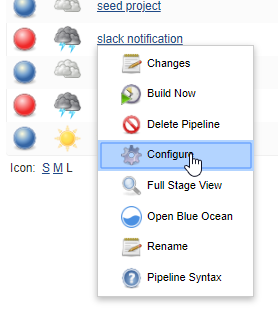 seed project
slack notification
Changes
Build Now
Delete Pipeline
Configure
Full Stage View
Open Blue Ocean
Rename
Pipeline Syntax
Icon: S M L